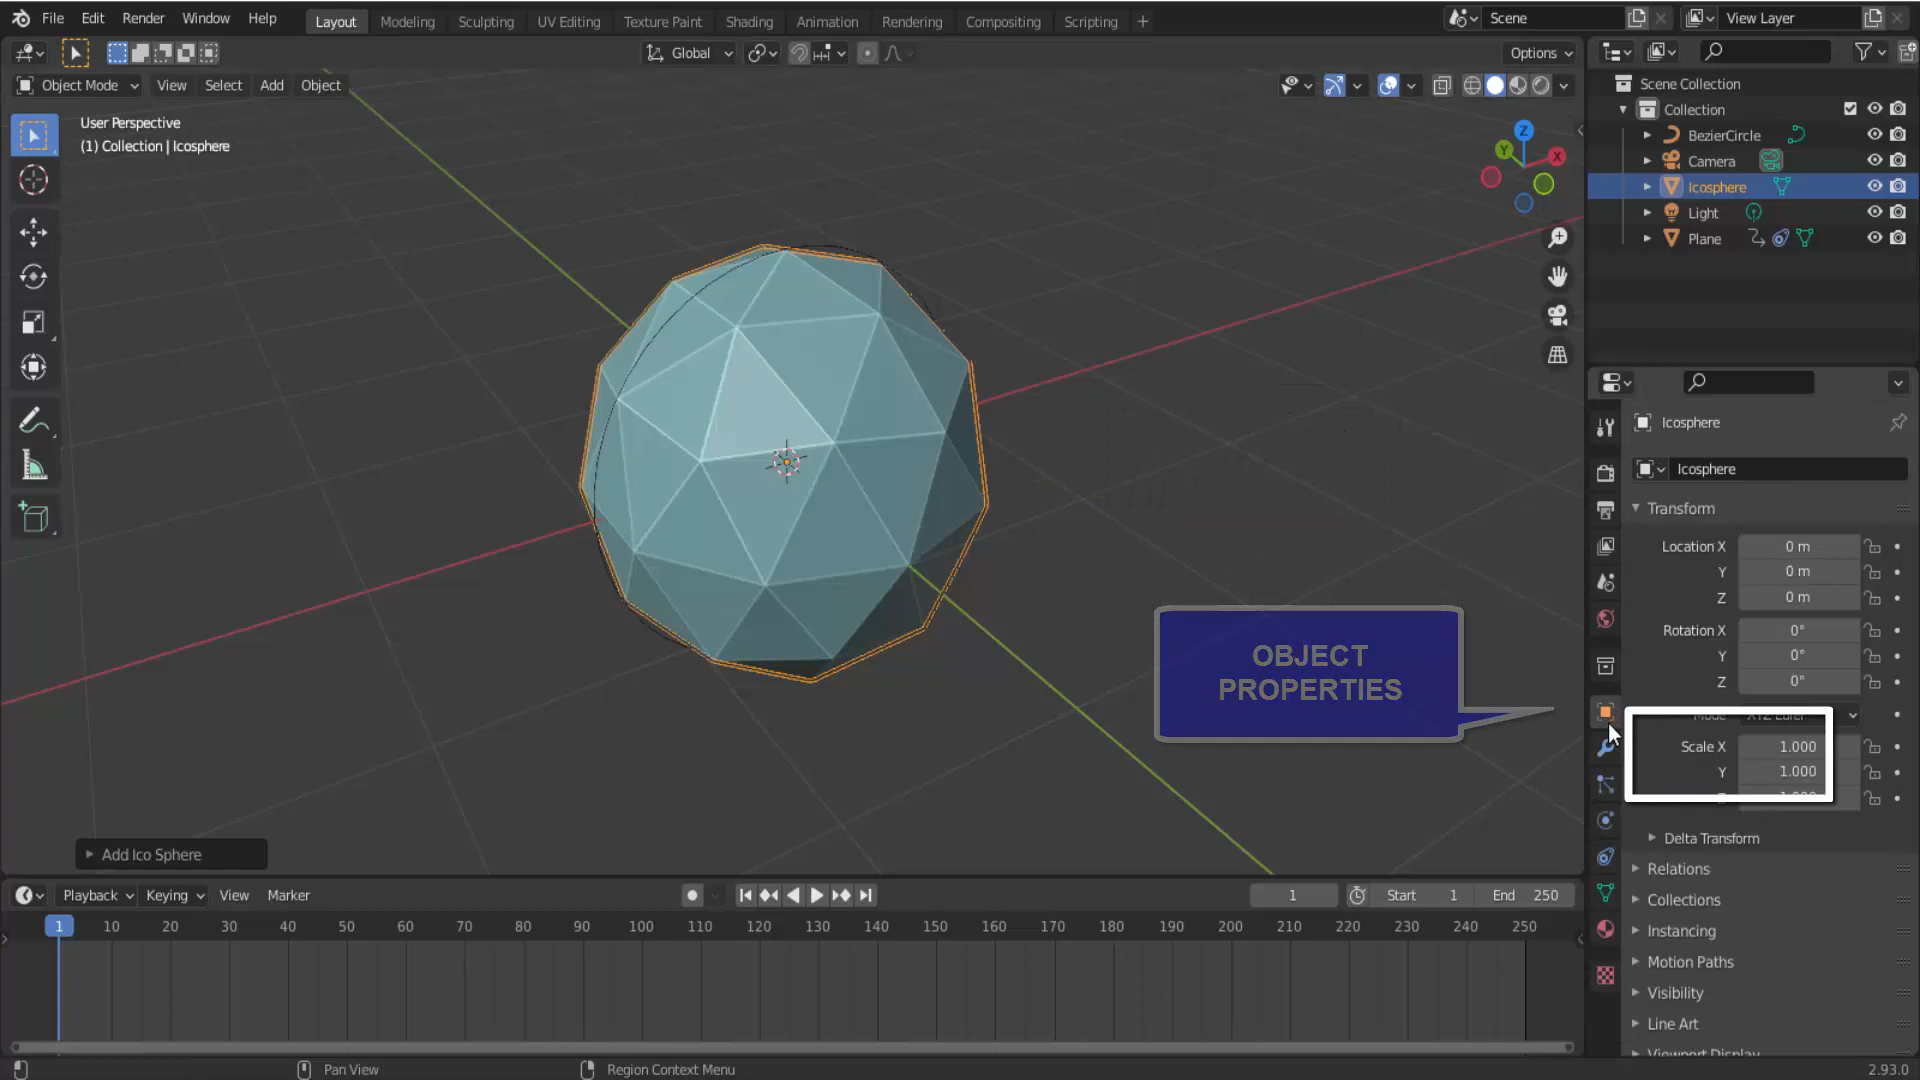 File Edit Render Window Help Layout Modeling Sculpting UV Editing Texture Paint Shading Animation Rendering Compositing Scripting + Scene View Layer
Global Options
Object Mode View Select Add Object
User Perspective
(1) Collection | Icosphere
Z
Y
X
Scene Collection
Collection
BezierCircle
Camera
Icosphere
Light
Plane
Icosphere
Icosphere
Transform
Location X 0 m
Y 0 m
Z 0 m
Rotation X 0°
Y 0°
Z 0°
Mode XYZ Euler
Scale X 1.000
Y 1.000
1.000
Delta Transform
Relations
Collections
Instancing
Motion Paths
Visibility
Line Art
Viewport Display
OBJECT
PROPERTIES
Add Ico Sphere
Playback Keying View Marker 1 Start 1 End 250
1 10 20 30 40 50 60 70 80 90 100 110 120 130 140 150 160 170 180 190 200 210 220 230 240 250
Pan View Region Context Menu 2.93.0